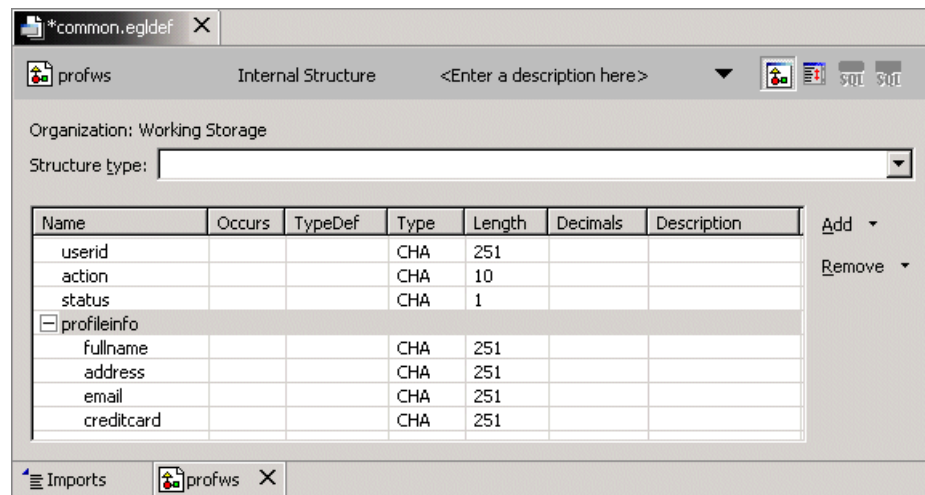 *common.egldef
profws Internal Structure <Enter a description here> SQL SQL
Organization: Working Storage
Structure type:
Name Occurs TypeDef Type Length Decimals Description Add
userid CHA 251
Remove
action CHA 10
status CHA 1
profileinfo
fullname CHA 251
address CHA 251
email CHA 251
creditcard CHA 251
Imports profws